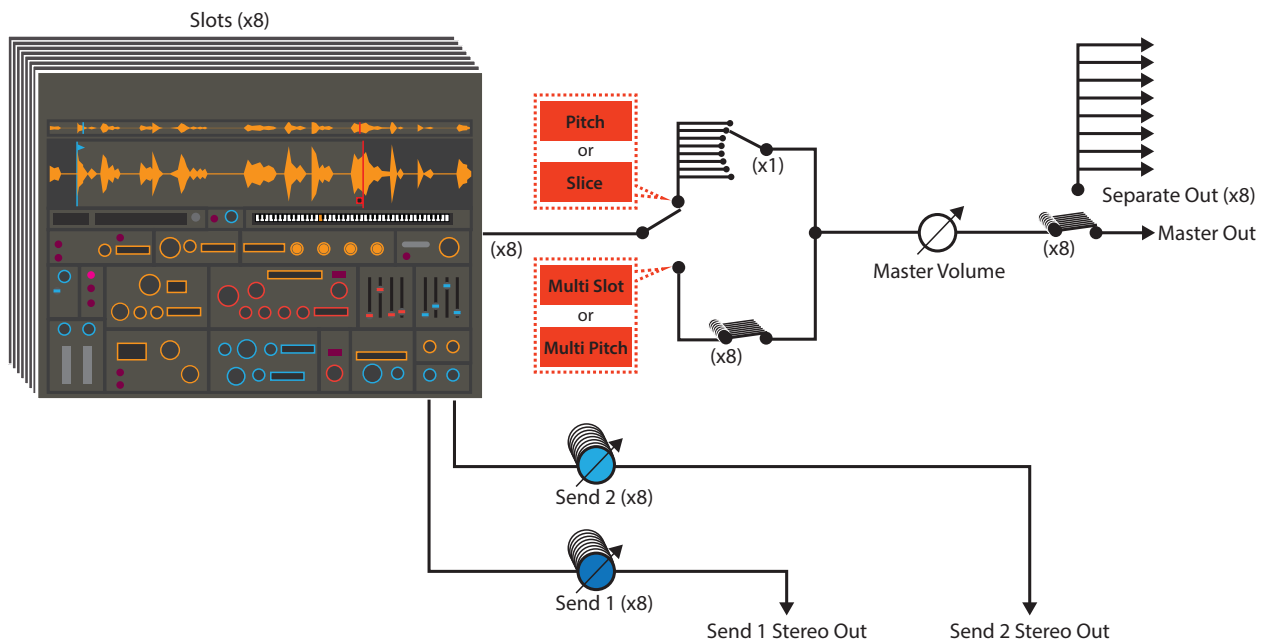 Slots (x8)
Pitch
or
Slice
(x1)
(x8)
Multi Slot
or
Multi Pitch
(x8)
Master Volume
Separate Out (x8)
(x8)
Master Out
Send 2 (x8)
Send 1 (x8)
Send 1 Stereo Out
Send 2 Stereo Out